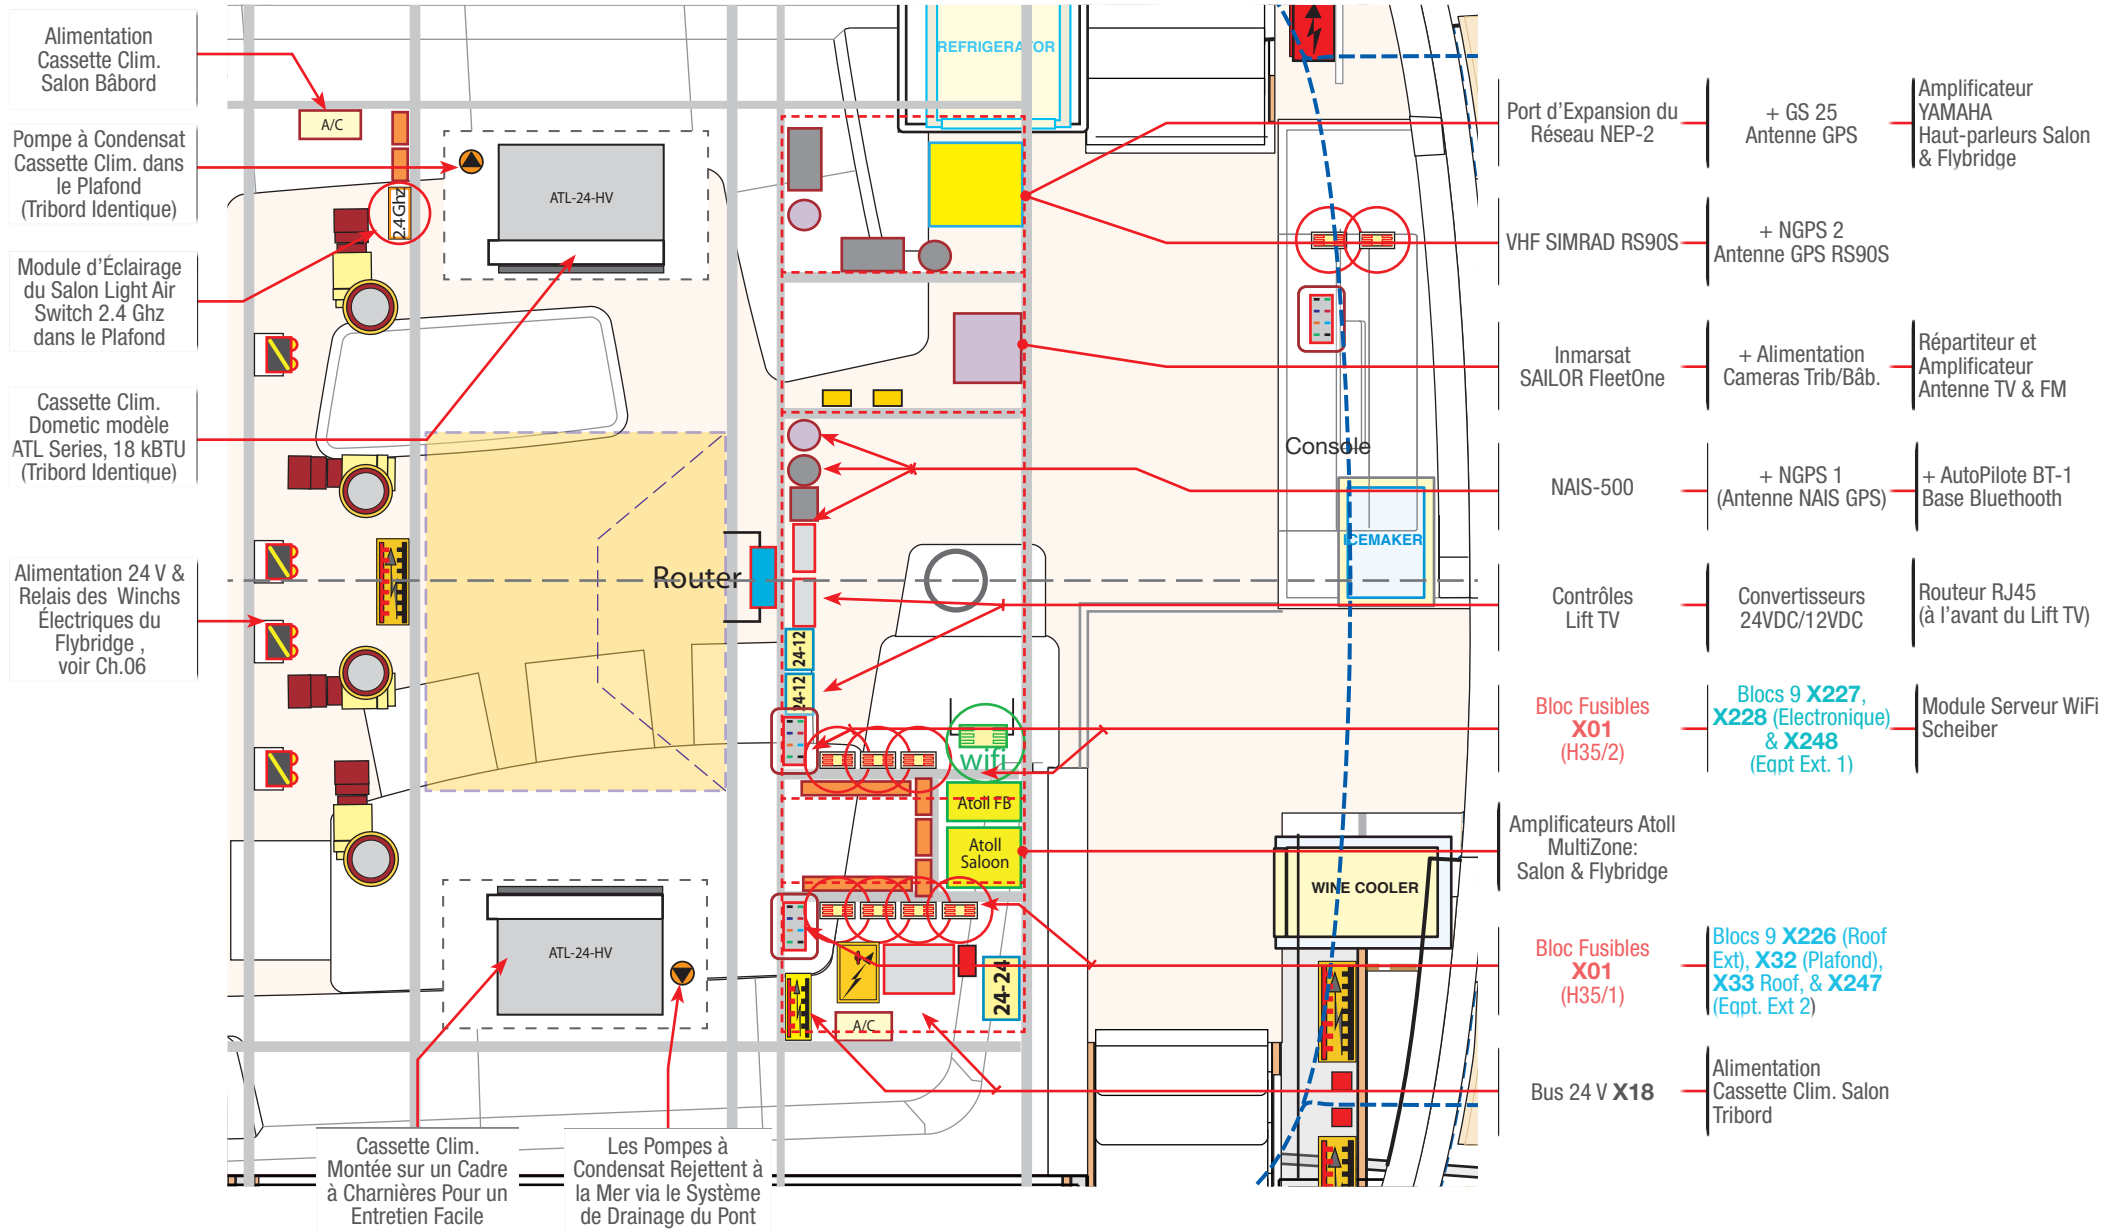 Alimentation
Cassette Clim.
Salon Bâbord
Pompe à Condensat
Cassette Clim. dans
le Plafond
(Tribord Identique)
Module d'Éclairage
du Salon Light Air
Switch 2.4 Ghz
dans le Plafond
Cassette Clim.
Dometic modèle
ATL Series, 18 kBTU
(Tribord Identique)
Alimentation 24 V &
Relais des Winchs
Électriques du
Flybridge ,
voir Ch.06
A/C
2.4 Ghz
ATL-24-HV
REFRIGERATOR
Console
ICEMAKER
Router
24-12
24-12
wifi
Atoll FB
Atoll
Saloon
WINE COOLER
ATL-24-HV
24-24
A/C
Cassette Clim.
Montée sur un Cadre
à Charnières Pour un
Entretien Facile
Les Pompes à
Condensat Rejettent à
la Mer via le Système
de Drainage du Pont
Port d'Expansion du
Réseau NEP-2
+ GS 25
Antenne GPS
Amplificateur
YAMAHA
Haut-parleurs Salon
& Flybridge
VHF SIMRAD RS90S
+ NGPS 2
Antenne GPS RS90S
Inmarsat
SAILOR FleetOne
+ Alimentation
Cameras Trib/Bâb.
Répartiteur et
Amplificateur
Antenne TV & FM
NAIS-500
+ NGPS 1
(Antenne NAIS GPS)
+ AutoPilote BT-1
Base Bluethooth
Contrôles
Lift TV
Convertisseurs
24VDC/12VDC
Routeur RJ45
(à l'avant du Lift TV)
Bloc Fusibles
X01
(H35/2)
Blocs 9 X227,
X228 (Electronique)
& X248
(Eqpt Ext. 1)
Module Serveur WiFi
Scheiber
Amplificateurs Atoll
MultiZone:
Salon & Flybridge
Bloc Fusibles
X01
(H35/1)
Blocs 9 X226 (Roof
Ext), X32 (Plafond),
X33 Roof, & X247
(Eqpt. Ext 2)
Bus 24 V X18
Alimentation
Cassette Clim. Salon
Tribord